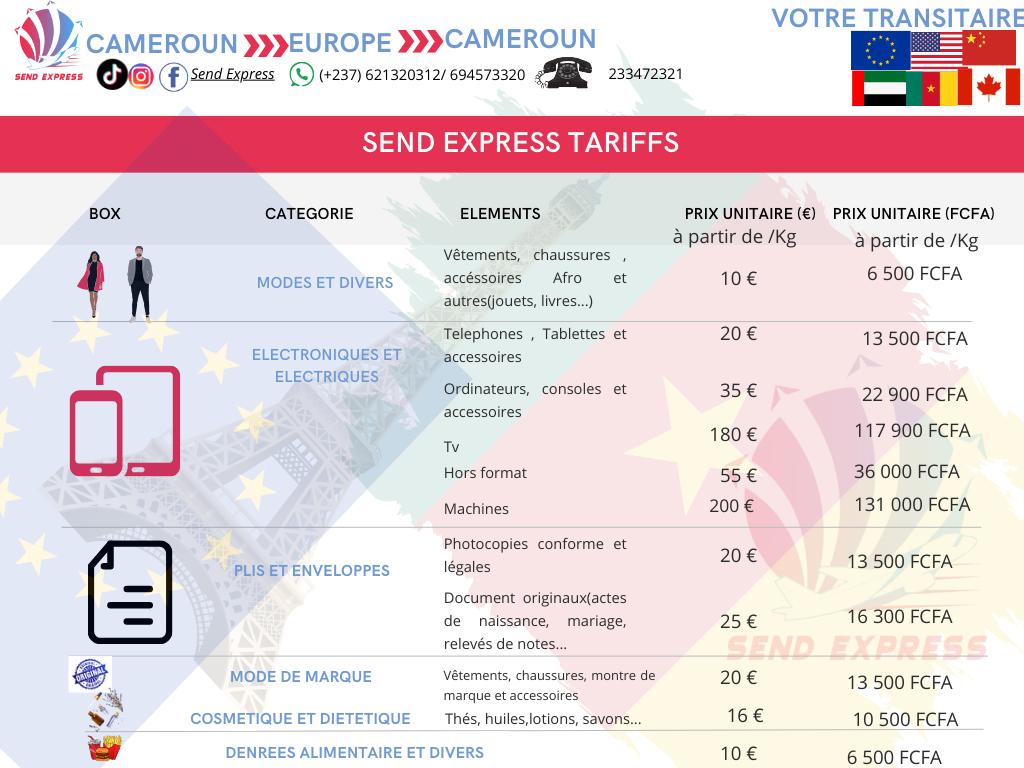 VOTRE TRANSITAIRE
CAMEROUN EUROPE CAMEROUN
SEND EXPRESS
Send Express (+237) 621320312/ 694573320 233472321
SEND EXPRESS TARIFFS
BOX CATEGORIE ELEMENTS PRIX UNITAIRE (€) PRIX UNITAIRE (FCFA)
à partir de /Kg à partir de /Kg
Vêtements, chaussures ,
MODES ET DIVERS accéssoires Afro et 10 € 6 500 FCFA
autres(jouets, livres...)
Telephones , Tablettes et 20 € 13 500 FCFA
ELECTRONIQUES ET accessoires
ELECTRIQUES
Ordinateurs, consoles et 35 € 22 900 FCFA
accessoires
Tv 180 € 117 900 FCFA
Hors format 55 € 36 000 FCFA
Machines 200 € 131 000 FCFA
Photocopies conforme et 20 € 13 500 FCFA
PLIS ET ENVELOPPES légales
Document originaux(actes
de naissance, mariage, 25 € 16 300 FCFA
relevés de notes...
SEND EXPRESS
ORIGINAL
MODE DE MARQUE Vêtements, chaussures, montre de 20 € 13 500 FCFA
marque et accessoires
COSMETIQUE ET DIETETIQUE Thés, huiles,lotions, savons... 16 € 10 500 FCFA
DENREES ALIMENTAIRE ET DIVERS 10 € 6 500 FCFA